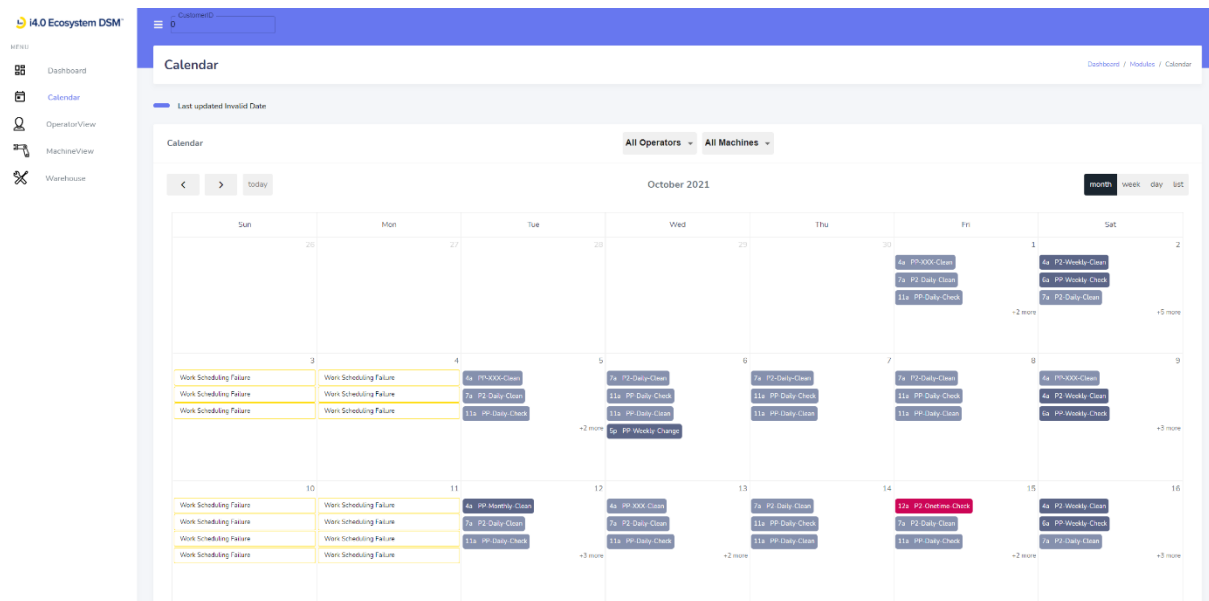 i4.0 Ecosystem DSM
CustomerID
0
MENU
Dashboard
Calendar
OperatorView
MachineView
Warehouse
Calendar
Dashboard / Modules / Calendar
Last updated Invalid Date
Calendar
All Operators
All Machines
today
October 2021
month week day list
Sun Mon Tue Wed Thu Fri Sat
26 27 28 29 30 1 2
4a PP-XXX-Clean
7a P2-Daily-Clean
11a PP-Daily-Check
+2 more
4a P2-Weekly-Clean
6a PP-Weekly-Check
7a P2-Daily-Clean
+5 more
3 4 5 6 7 8 9
Work Scheduling Failure
Work Scheduling Failure
Work Scheduling Failure
Work Scheduling Failure
Work Scheduling Failure
Work Scheduling Failure
4a PP-XXX-Clean
7a P2-Daily-Clean
11a PP-Daily-Check
+2 more
7a P2-Daily-Clean
11a PP-Daily-Check
11a PP-Daily-Clean
5p PP-Weekly-Change
7a P2-Daily-Clean
11a PP-Daily-Check
11a PP-Daily-Clean
7a P2-Daily-Clean
11a PP-Daily-Check
11a PP-Daily-Clean
4a PP-XXX-Clean
4a P2-Weekly-Clean
6a PP-Weekly-Check
+3 more
10 11 12 13 14 15 16
Work Scheduling Failure
Work Scheduling Failure
Work Scheduling Failure
Work Scheduling Failure
Work Scheduling Failure
Work Scheduling Failure
Work Scheduling Failure
Work Scheduling Failure
4a PP-Monthly-Clean
7a P2-Daily-Clean
11a PP-Daily-Check
+3 more
4a PP-XXX-Clean
7a P2-Daily-Clean
11a PP-Daily-Check
+2 more
7a P2-Daily-Clean
11a PP-Daily-Check
11a PP-Daily-Clean
12a P2-Onetime-Check
7a P2-Daily-Clean
11a PP-Daily-Check
+2 more
4a P2-Weekly-Clean
6a PP-Weekly-Check
7a P2-Daily-Clean
+3 more